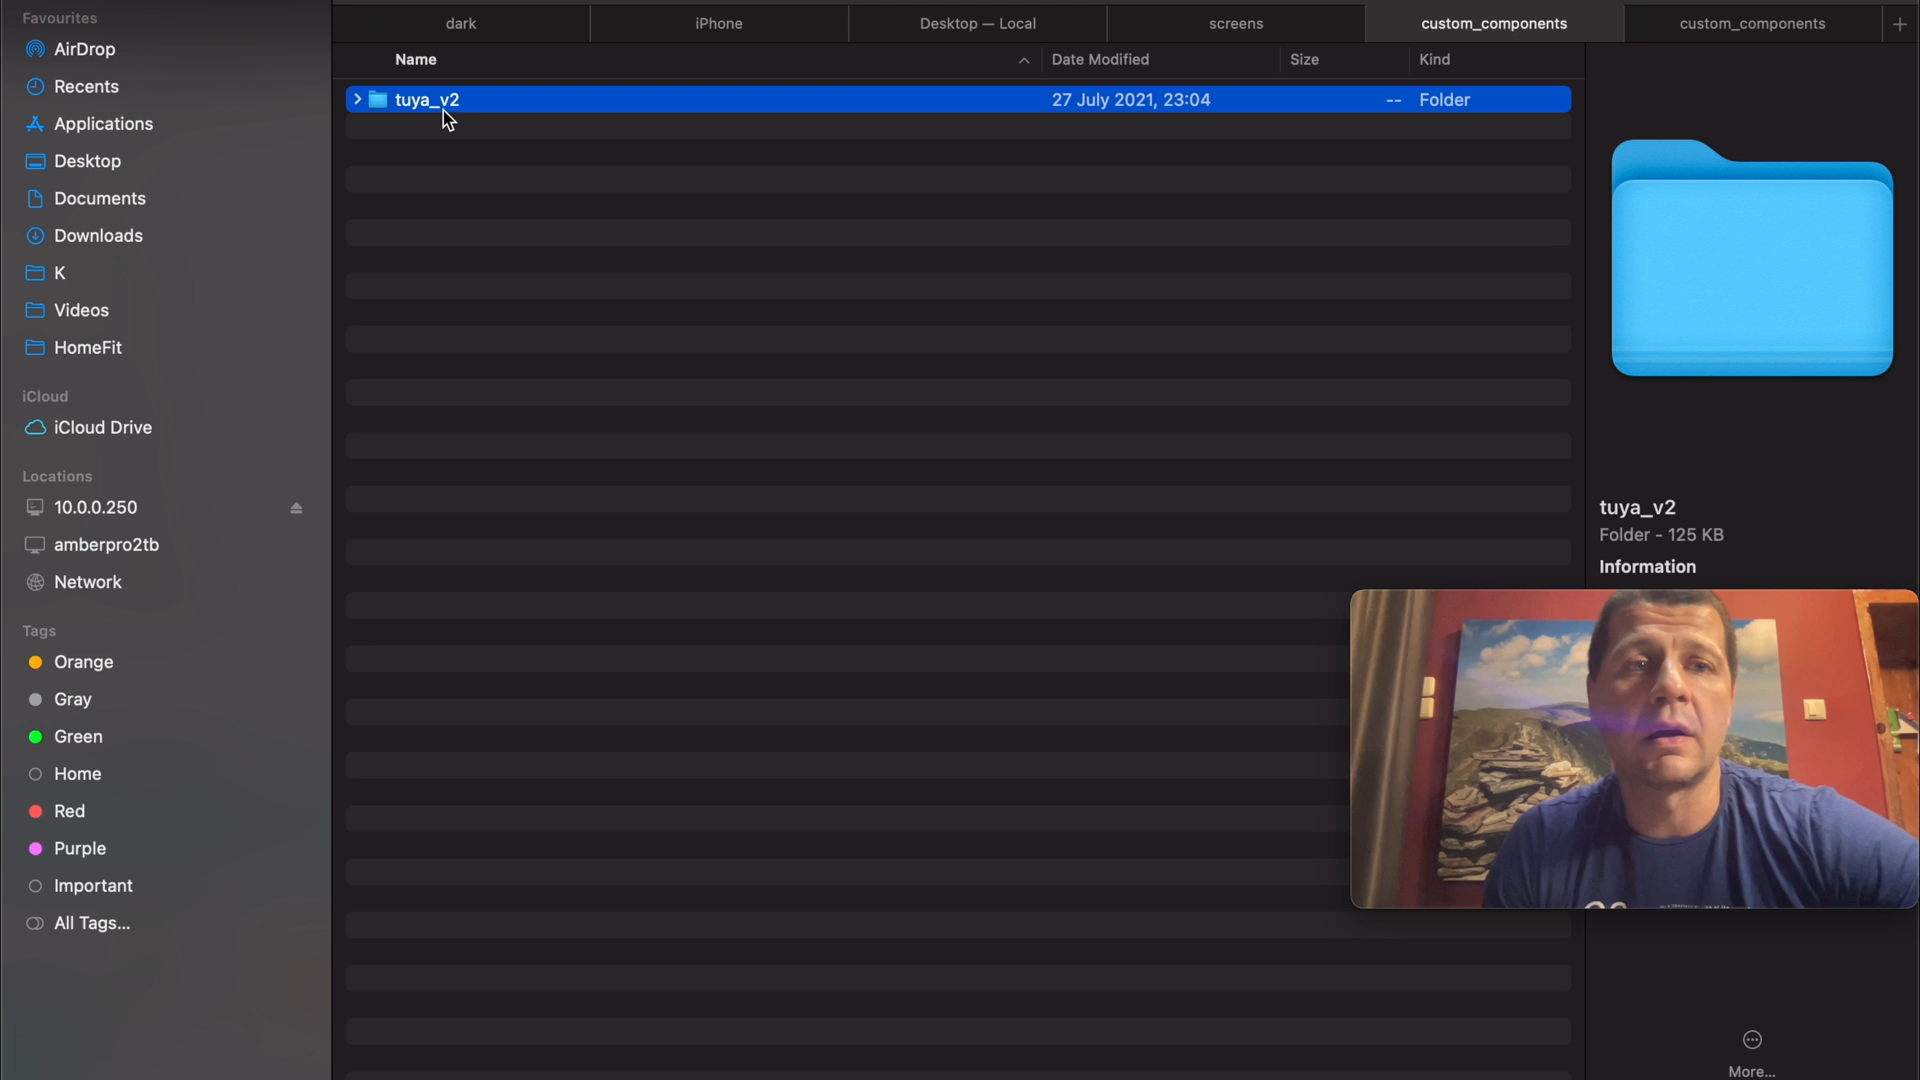 Favourites
AirDrop
Recents
Applications
Desktop
Documents
Downloads
K
Videos
HomeFit
iCloud
iCloud Drive
Locations
10.0.0.250
amberpro2tb
Network
Tags
Orange
Gray
Green
Home
Red
Purple
Important
All Tags...
dark
iPhone
Desktop — Local
screens
custom_components
custom_components
Name
Date Modified
Size
Kind
tuya_v2
27 July 2021, 23:04
--
Folder
tuya_v2
Folder - 125 KB
Information
More...